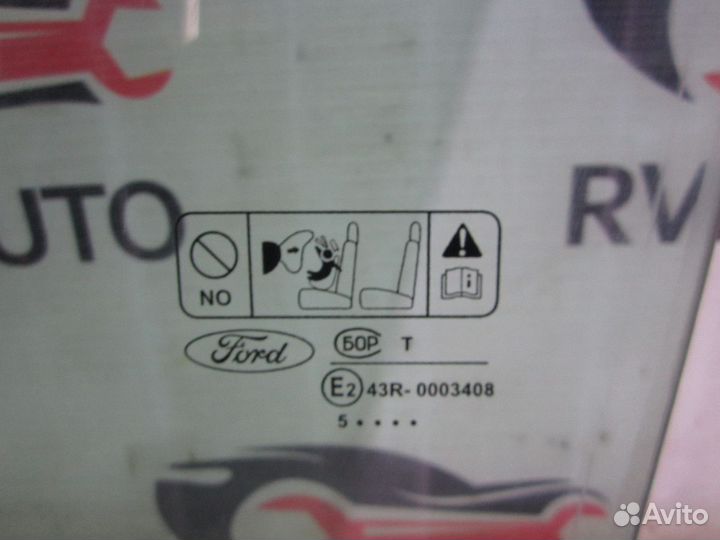 UTO
RV
NO
i
Ford
БОР T
E2 43R-0003408
5 • • • •
Avito